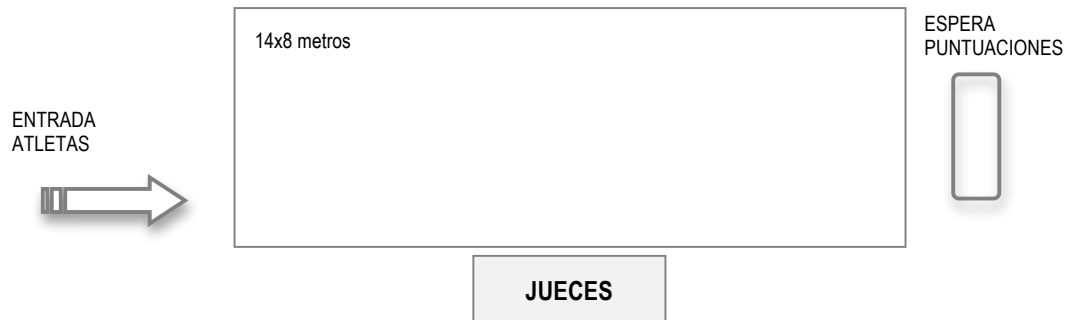 14x8 metros
ESPERA
PUNTUACIONES
ENTRADA
ATLETAS
JUECES